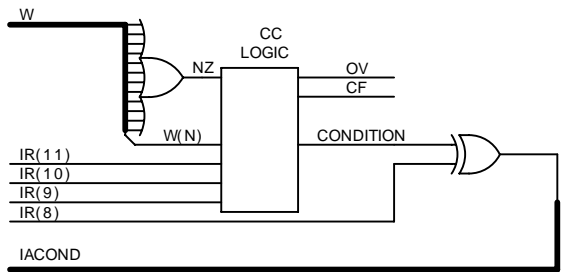 W
CC
LOGIC
NZ
OV
CF
W(N)
CONDITION
IR(11)
IR(10)
IR(9)
IR(8)
IACOND